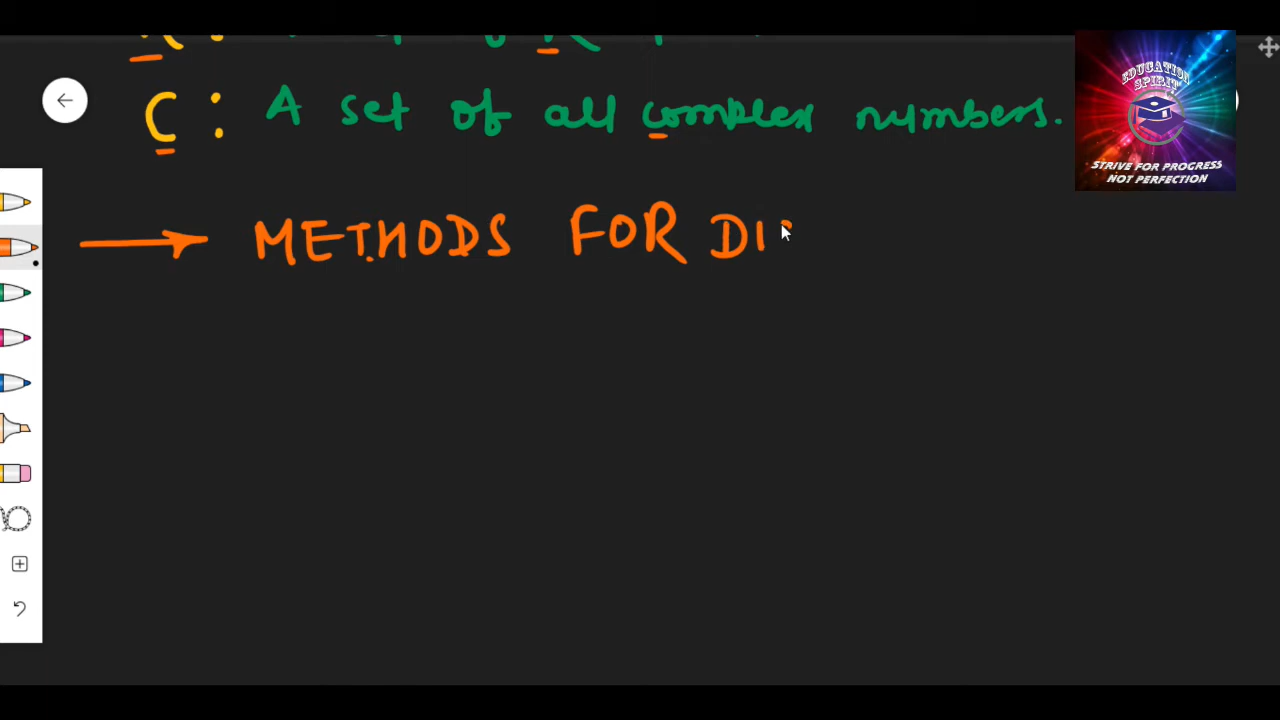 C : A set of all complex numbers.
METHODS FOR DI
EDUCATION
SPIRIT
STRIVE FOR PROGRESS
NOT PERFECTION